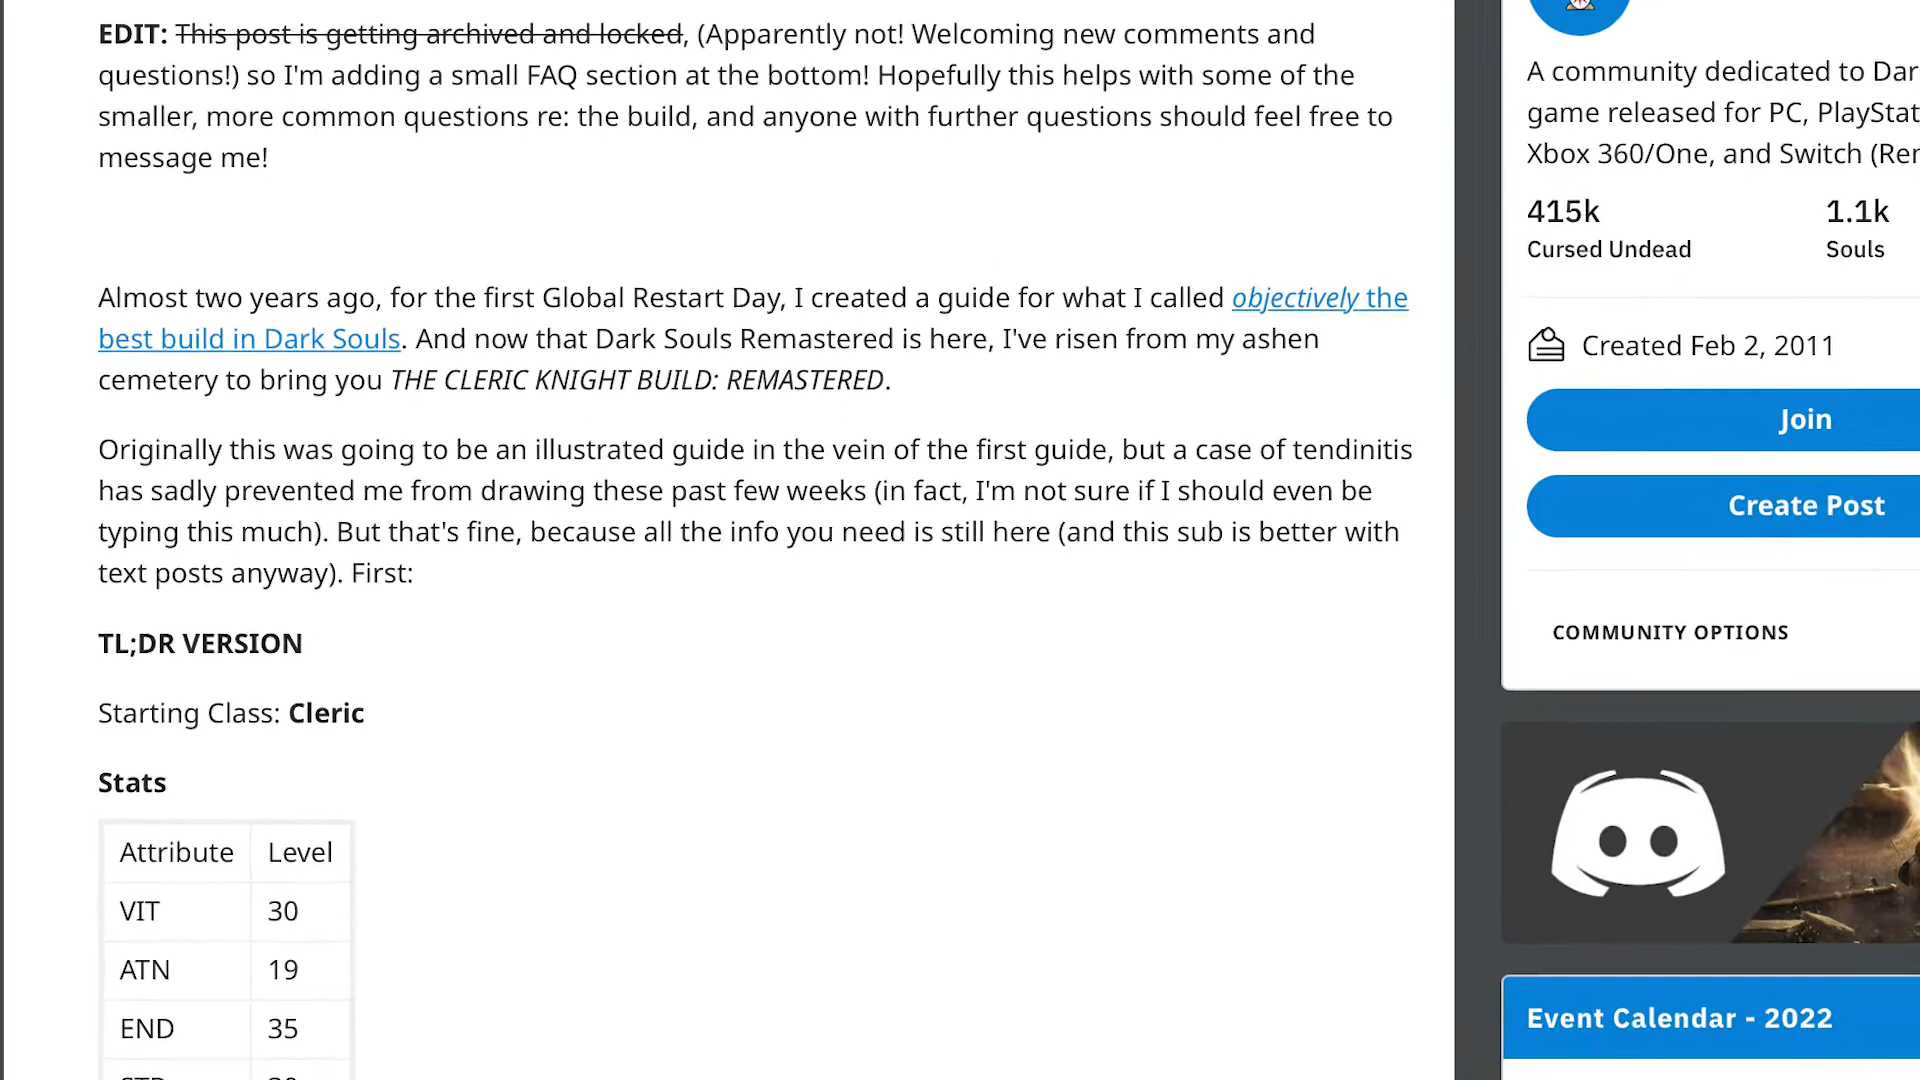 EDIT: This post is getting archived and locked, (Apparently not! Welcoming new comments and
questions!) so I'm adding a small FAQ section at the bottom! Hopefully this helps with some of the
smaller, more common questions re: the build, and anyone with further questions should feel free to
message me!
Almost two years ago, for the first Global Restart Day, I created a guide for what I called objectively the
best build in Dark Souls. And now that Dark Souls Remastered is here, I've risen from my ashen
cemetery to bring you THE CLERIC KNIGHT BUILD: REMASTERED.
Originally this was going to be an illustrated guide in the vein of the first guide, but a case of tendinitis
has sadly prevented me from drawing these past few weeks (in fact, I'm not sure if I should even be
typing this much). But that's fine, because all the info you need is still here (and this sub is better with
text posts anyway). First:
TL;DR VERSION
Starting Class: Cleric
Stats
Attribute Level
VIT 30
ATN 19
END 35
A community dedicated to Dar
game released for PC, PlayStat
Xbox 360/One, and Switch (Rem
415k 1.1k
Cursed Undead Souls
Created Feb 2, 2011
Join
Create Post
COMMUNITY OPTIONS
Event Calendar - 2022